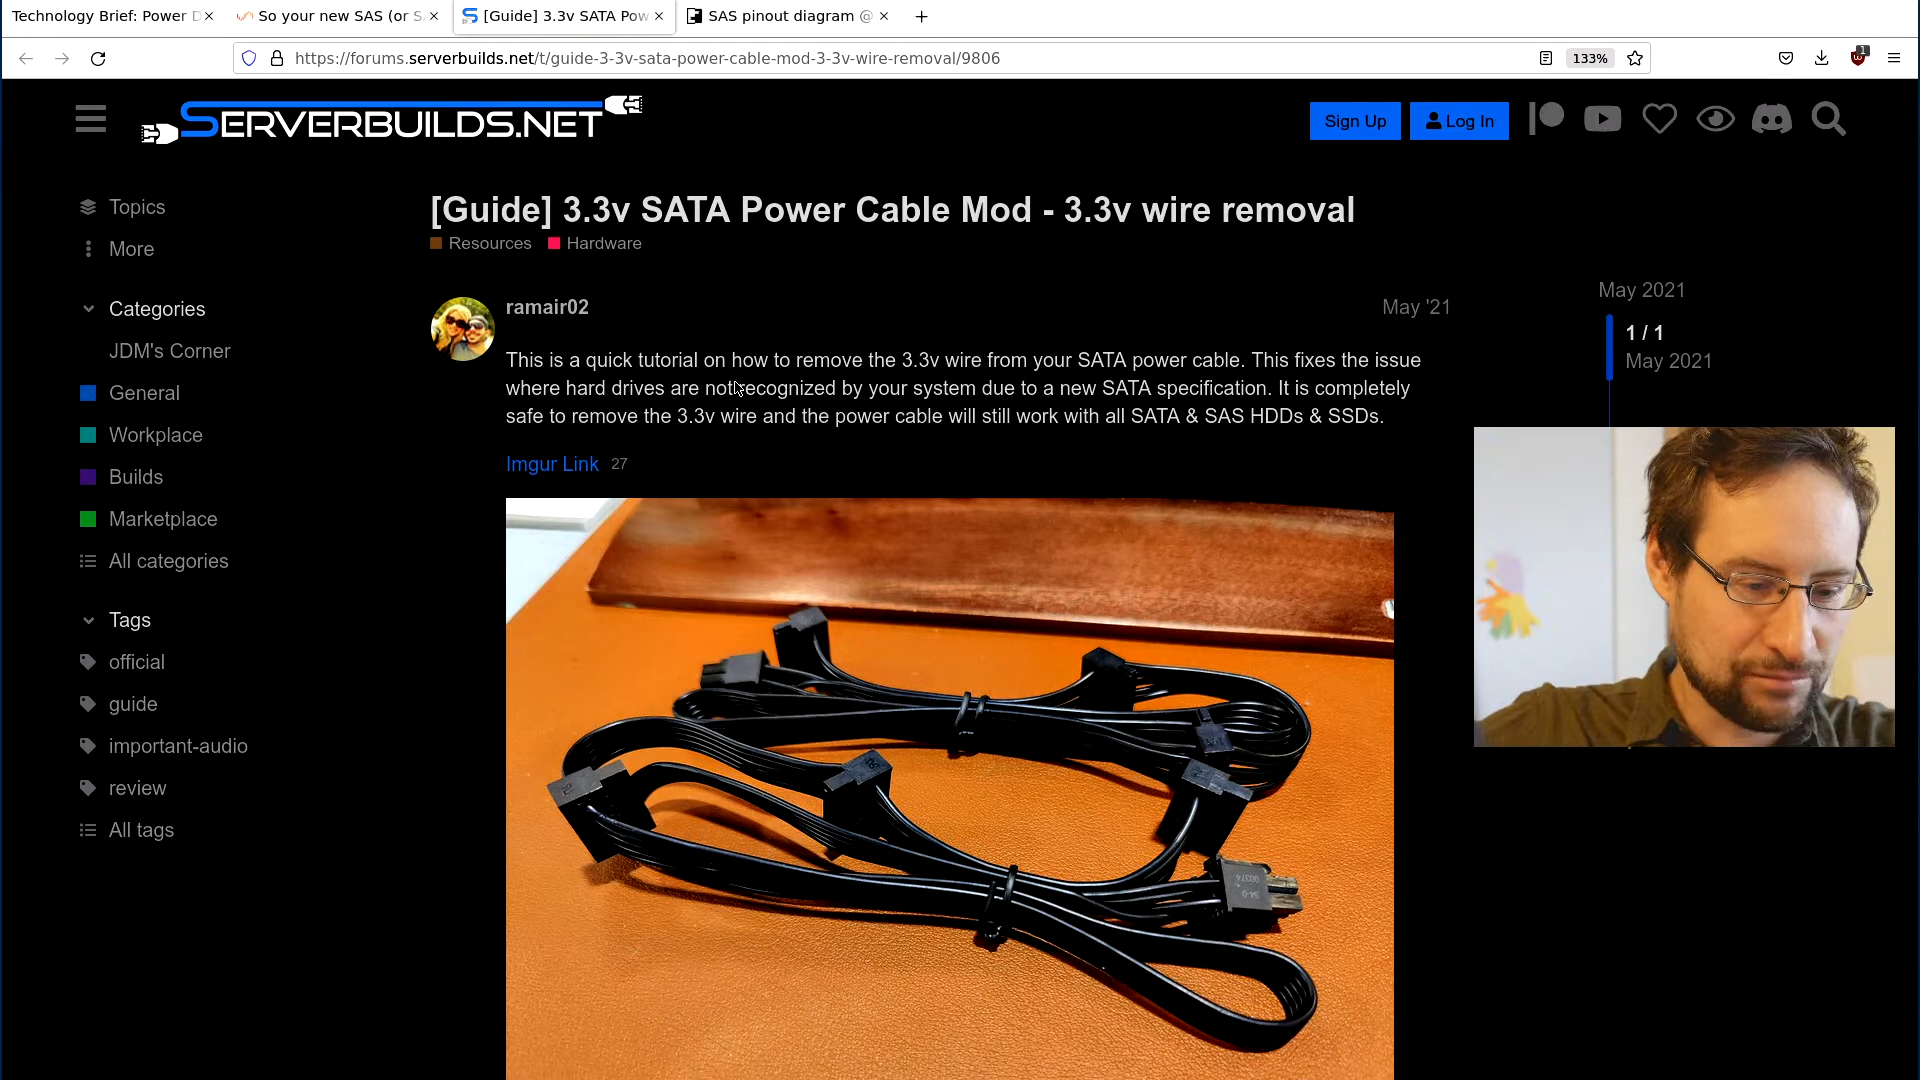 Technology Brief: Power D
So your new SAS (or S
[Guide] 3.3v SATA Pow
SAS pinout diagram @
https://forums.serverbuilds.net/t/guide-3-3v-sata-power-cable-mod-3-3v-wire-removal/9806
133%
1
SERVERBUILDS.NET
Sign Up
Log In
Topics
More
Categories
JDM's Corner
General
Workplace
Builds
Marketplace
All categories
Tags
official
guide
important-audio
review
All tags
[Guide] 3.3v SATA Power Cable Mod - 3.3v wire removal
Resources
Hardware
ramair02
May '21
This is a quick tutorial on how to remove the 3.3v wire from your SATA power cable. This fixes the issue
where hard drives are not recognized by your system due to a new SATA specification. It is completely
safe to remove the 3.3v wire and the power cable will still work with all SATA & SAS HDDs & SSDs.
Imgur Link 27
May 2021
1 / 1
May 2021